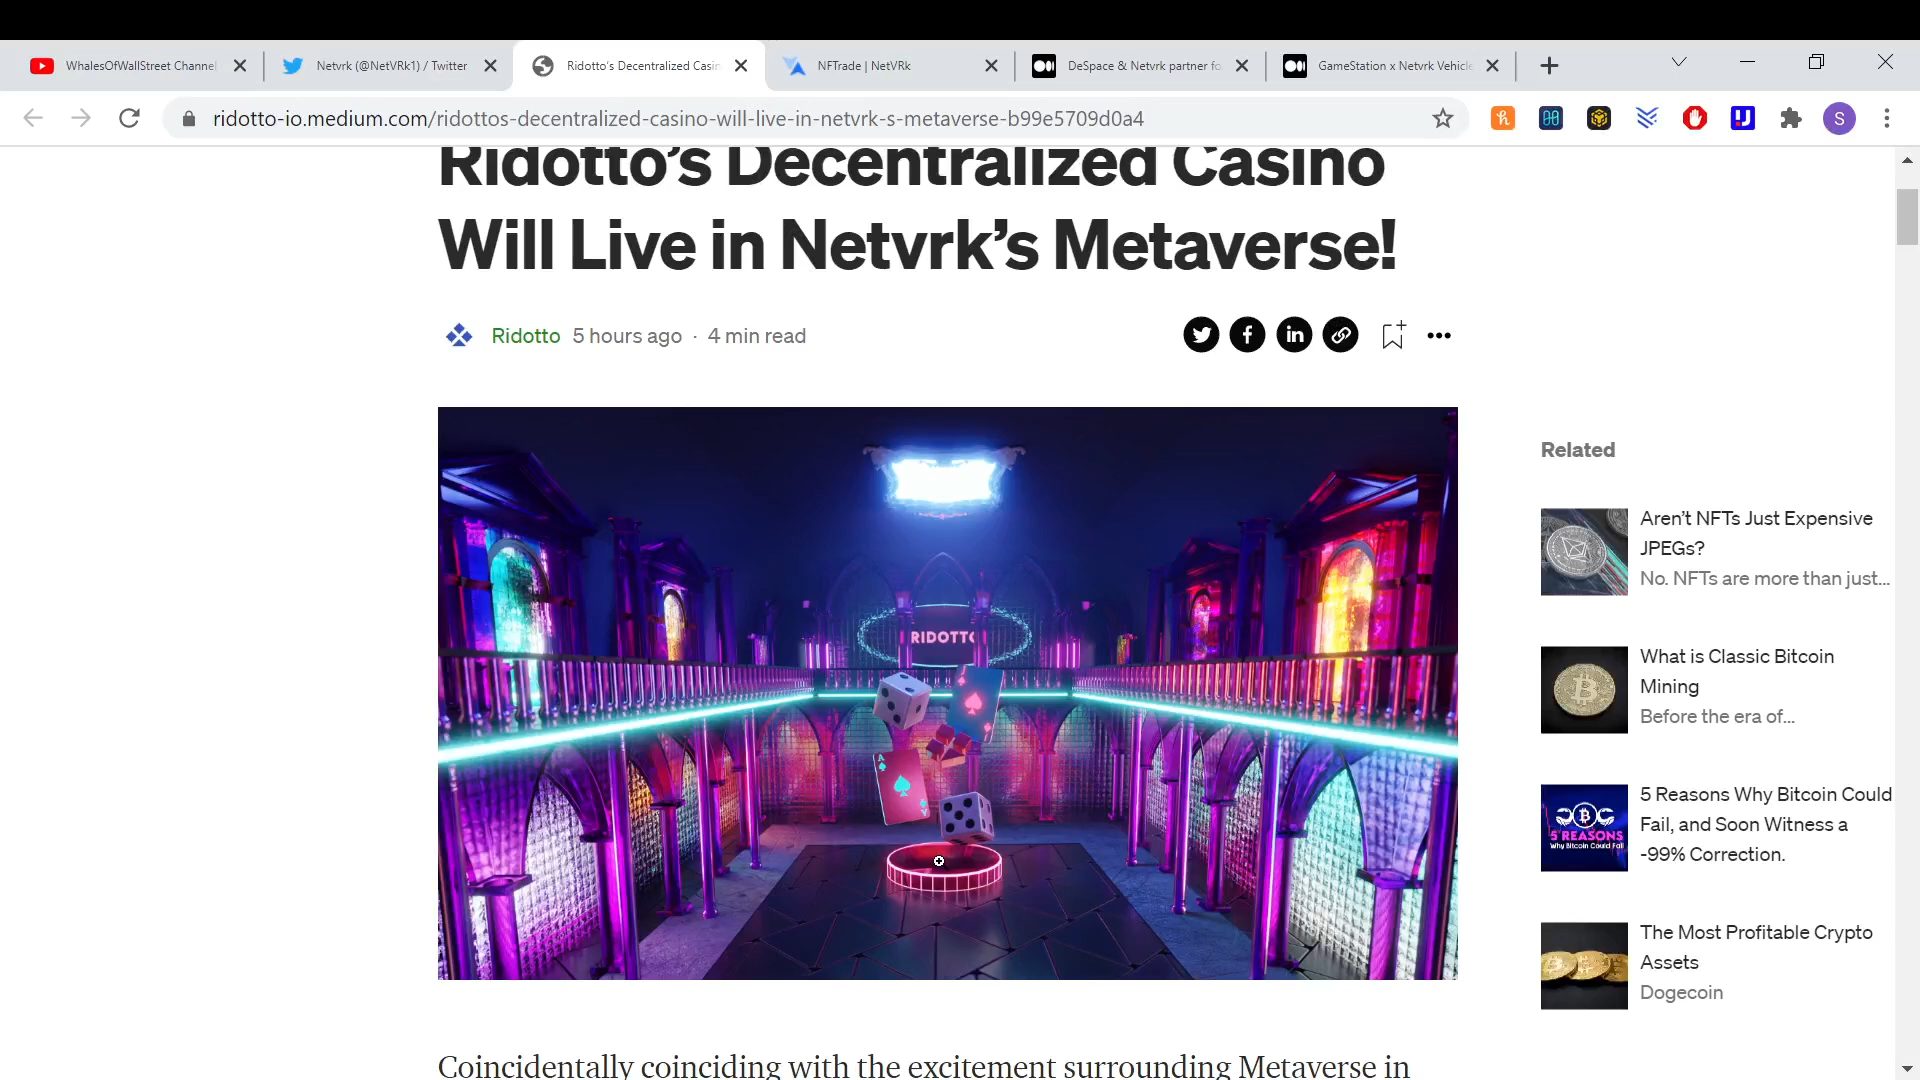 WhalesOfWallStreet Channel
Netvrk (@NetVRk1) / Twitter
Ridotto's Decentralized Casin
NFTrade | NetVRk
DeSpace & Netvrk partner fo
GameStation x Netvrk Vehicle
ridotto-io.medium.com/ridottos-decentralized-casino-will-live-in-netvrk-s-metaverse-b99e5709d0a4
S
Ridotto's Decentralized Casino
Will Live in Netvrk's Metaverse!
Ridotto 5 hours ago · 4 min read
RIDOTTO
A
Related
Aren't NFTs Just Expensive
JPEGs?
No. NFTs are more than just...
What is Classic Bitcoin
Mining
Before the era of...
5 REASONS
Why Bitcoin Could Fail
5 Reasons Why Bitcoin Could
Fail, and Soon Witness a
-99% Correction.
The Most Profitable Crypto
Assets
Dogecoin
Coincidentally coinciding with the excitement surrounding Metaverse in